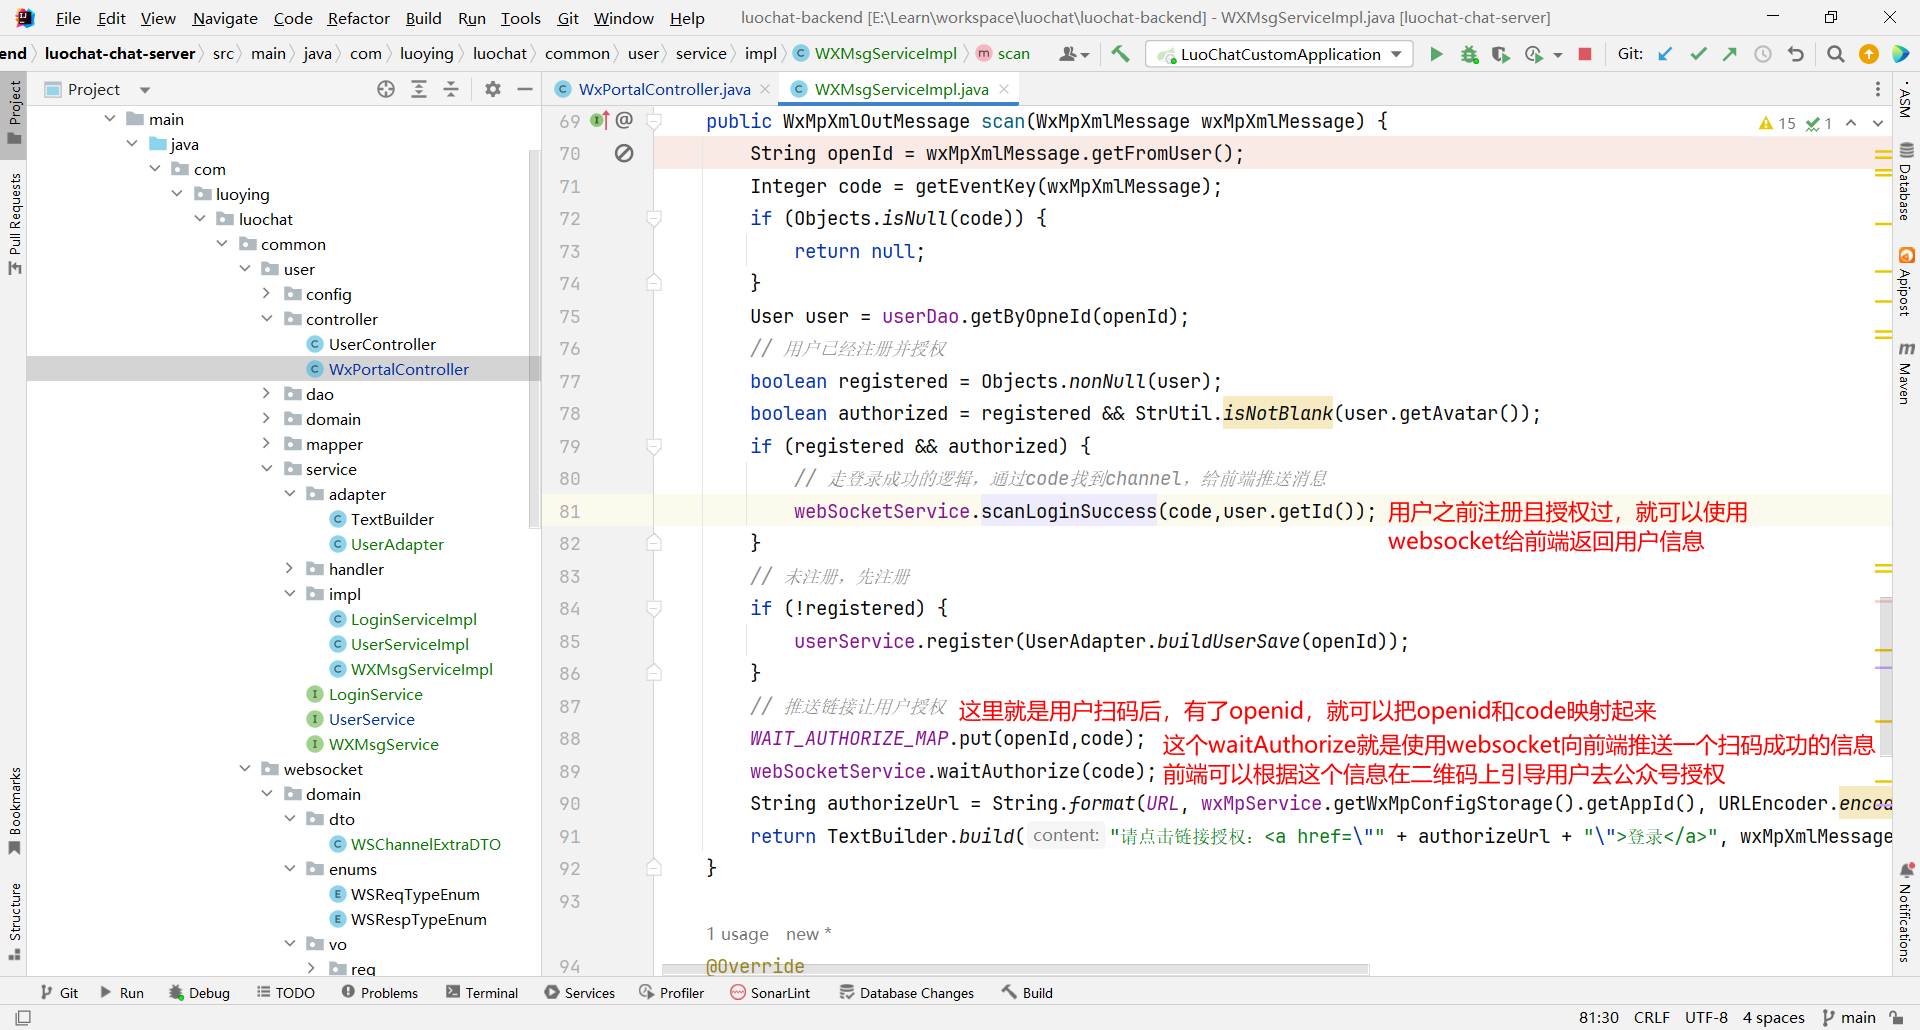 File Edit View Navigate Code Refactor Build Run Tools Git Window Help luochat-backend [E:\Learn\workspace\luochat\luochat-backend] - WXMsgServiceImpl.java [luochat-chat-server]
end luochat-chat-server src main java com luoying luochat common user service impl WXMsgServiceImpl scan LuoChatCustomApplication Git:
Project WxPortalController.java WXMsgServiceImpl.java
Project
Pull Requests
Bookmarks
Structure
main
java
com
luoying
luochat
common
user
config
controller
UserController
WxPortalController
dao
domain
mapper
service
adapter
TextBuilder
UserAdapter
handler
impl
LoginServiceImpl
UserServiceImpl
WXMsgServiceImpl
LoginService
UserService
WXMsgService
websocket
domain
dto
WSChannelExtraDTO
enums
WSReqTypeEnum
WSRespTypeEnum
vo
req
15 1
69 public WxMpXmlOutMessage scan(WxMpXmlMessage wxMpXmlMessage) {
70 String openId = wxMpXmlMessage.getFromUser();
71 Integer code = getEventKey(wxMpXmlMessage);
72 if (Objects.isNull(code)) {
73 return null;
74 }
75 User user = userDao.getByOpneId(openId);
76 // 用户已经注册并授权
77 boolean registered = Objects.nonNull(user);
78 boolean authorized = registered && StrUtil.isNotBlank(user.getAvatar());
79 if (registered && authorized) {
80 // 走登录成功的逻辑，通过code找到channel，给前端推送消息
81 webSocketService.scanLoginSuccess(code,user.getId()); 用户之前注册且授权过，就可以使用
websocket给前端返回用户信息
82 }
83 // 未注册，先注册
84 if (!registered) {
85 userService.register(UserAdapter.buildUserSave(openId));
86 }
87 // 推送链接让用户授权 这里就是用户扫码后，有了openid，就可以把openid和code映射起来
88 WAIT_AUTHORIZE_MAP.put(openId,code); 这个waitAuthorize就是使用websocket向前端推送一个扫码成功的信息
89 webSocketService.waitAuthorize(code); 前端可以根据这个信息在二维码上引导用户去公众号授权
90 String authorizeUrl = String.format(URL, wxMpService.getWxMpConfigStorage().getAppId(), URLEncoder.encod
91 return TextBuilder.build( content: "请点击链接授权：<a href=\"" + authorizeUrl + "\">登录</a>", wxMpXmlMessage
92 }
93
1 usage new *
94 @Override
ASM
Database
Apipost
Maven
Notifications
Git Run Debug TODO Problems Terminal Services Profiler SonarLint Database Changes Build
81:30 CRLF UTF-8 4 spaces main